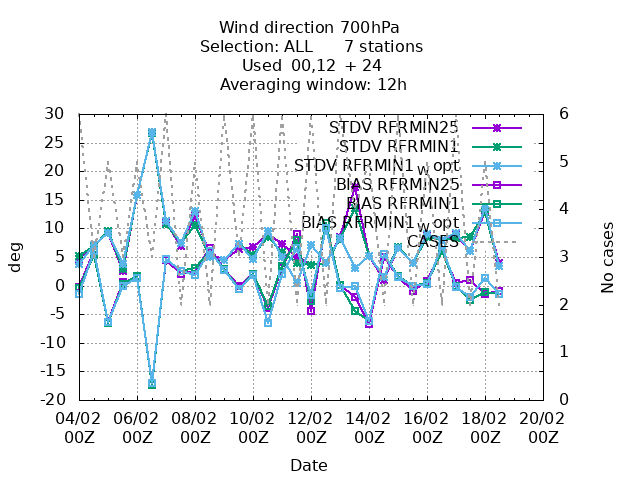 Wind direction 700hPa
Selection: ALL 7 stations
Used 00,12 + 24
Averaging window: 12h
30
25
20
15
10
5
0
-5
-10
-15
-20
deg
6
5
4
3
2
1
0
No cases
STDV RFRMIN25
STDV RFRMIN1
STDV RFRMIN1_w_opt
BIAS RFRMIN25
BIAS RFRMIN1
BIAS RFRMIN1_w_opt
CASES
04/02 06/02 08/02 10/02 12/02 14/02 16/02 18/02 20/02
00Z 00Z 00Z 00Z 00Z 00Z 00Z 00Z 00Z
Date